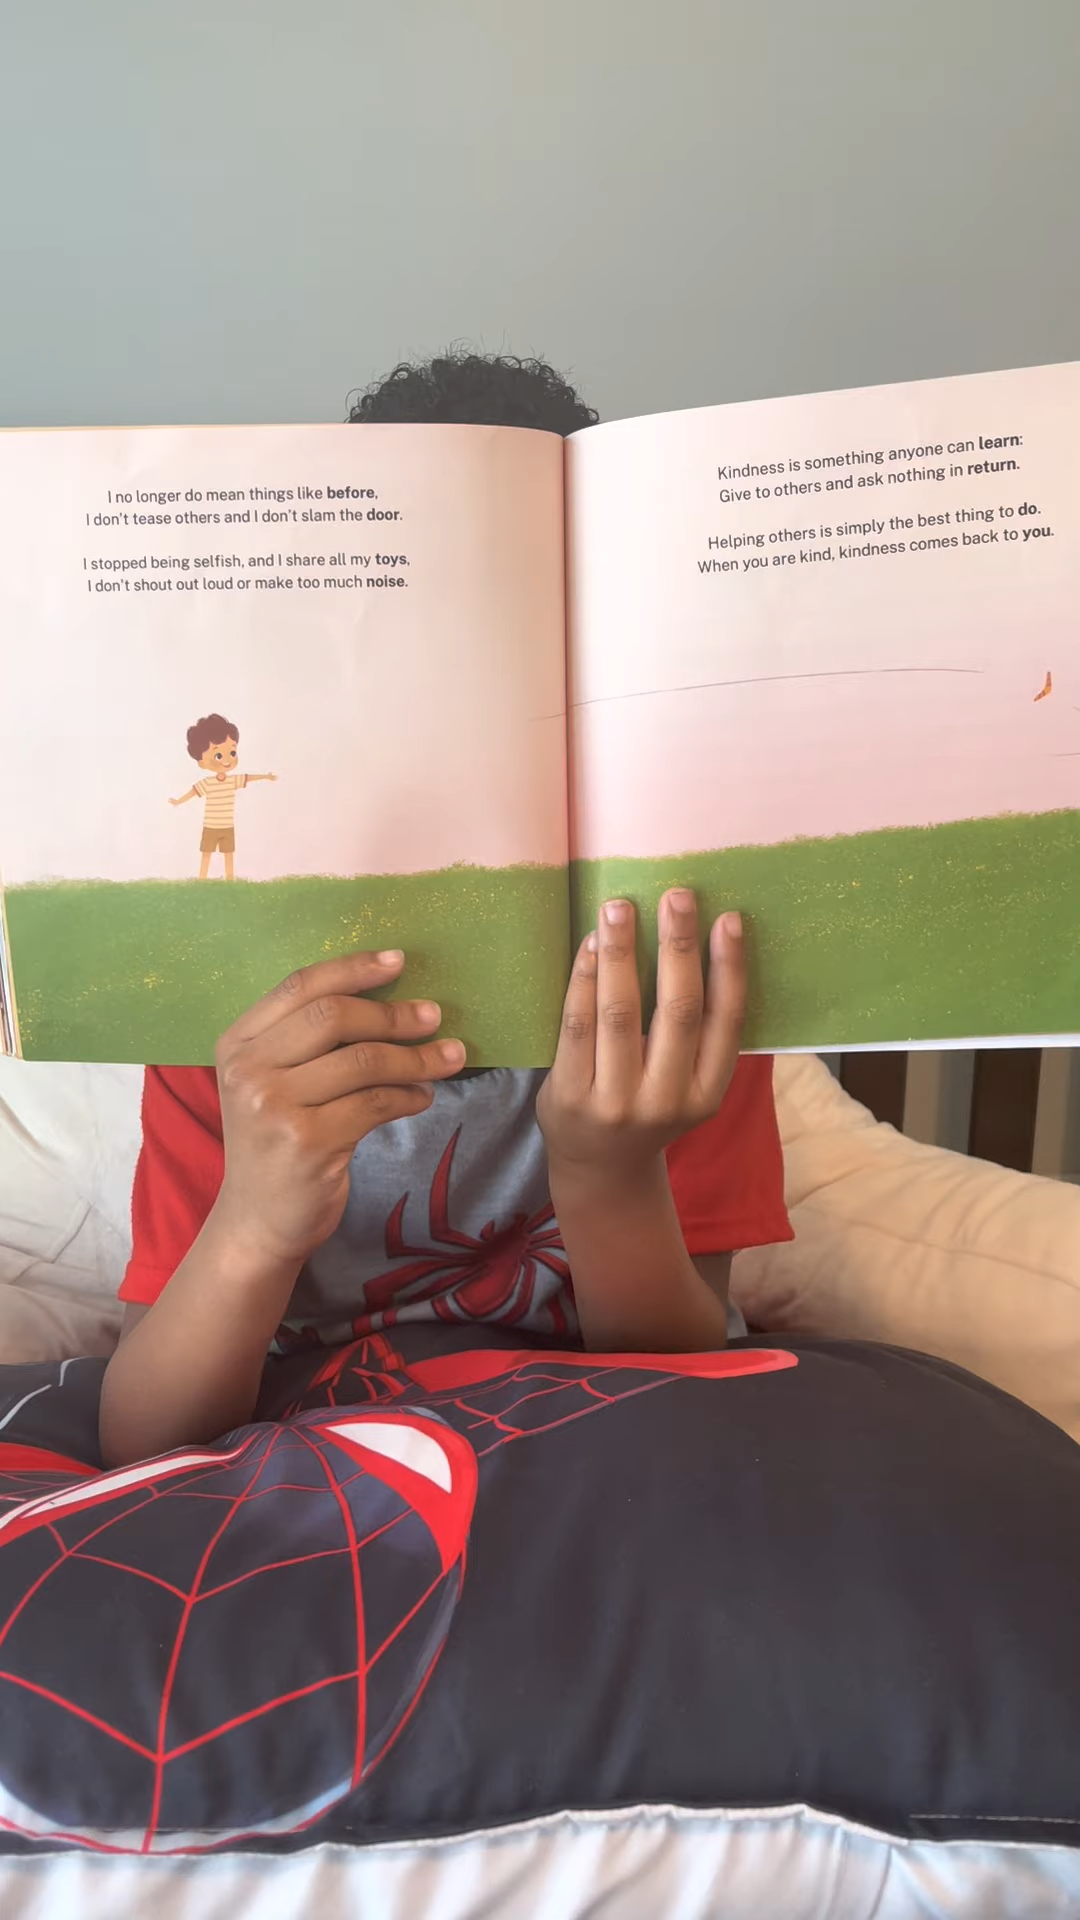 I no longer do mean things like before,
I don't tease others and I don't slam the door.
I stopped being selfish, and I share all my toys,
I don't shout out loud or make too much noise.
Kindness is something anyone can learn:
Give to others and ask nothing in return.
Helping others is simply the best thing to do.
When you are kind, kindness comes back to you.